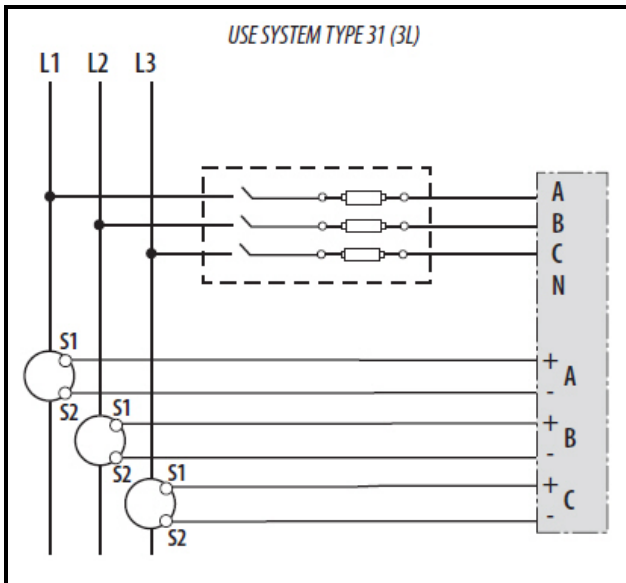 USE SYSTEM TYPE 31 (3L)
L1 L2 L3
A
B
C
N
S1
+
A
S2
-
S1
+
B
S2
-
S1
+
C
S2
-